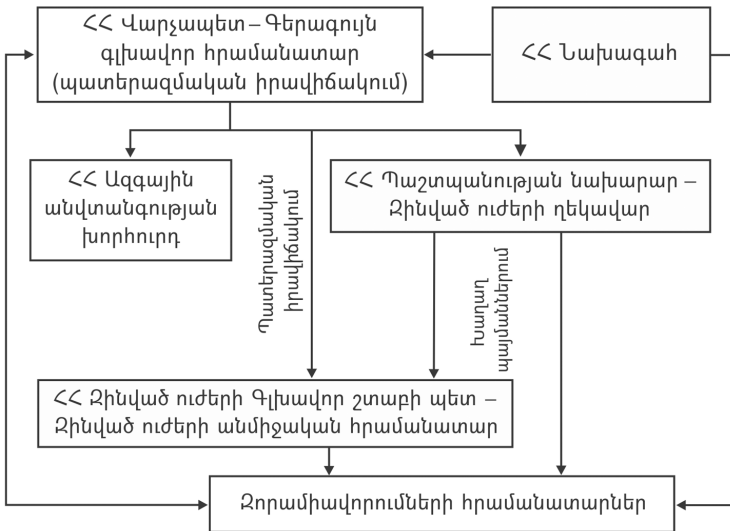 ՀՀ Վարչապետ – Գերագույն
գլխավոր հրամանատար
(պատերազմական իրավիճակում)
ՀՀ Նախագահ
ՀՀ Ազգային
անվտանգության
խորհուրդ
Պատերազմական
իրավիճակում
ՀՀ Պաշտպանության նախարար –
Զինված ուժերի ղեկավար
Խաղաղ
պայմաններում
ՀՀ Զինված ուժերի Գլխավոր շտաբի պետ –
Զինված ուժերի անմիջական հրամանատար
Զորամիավորումների հրամանատարներ